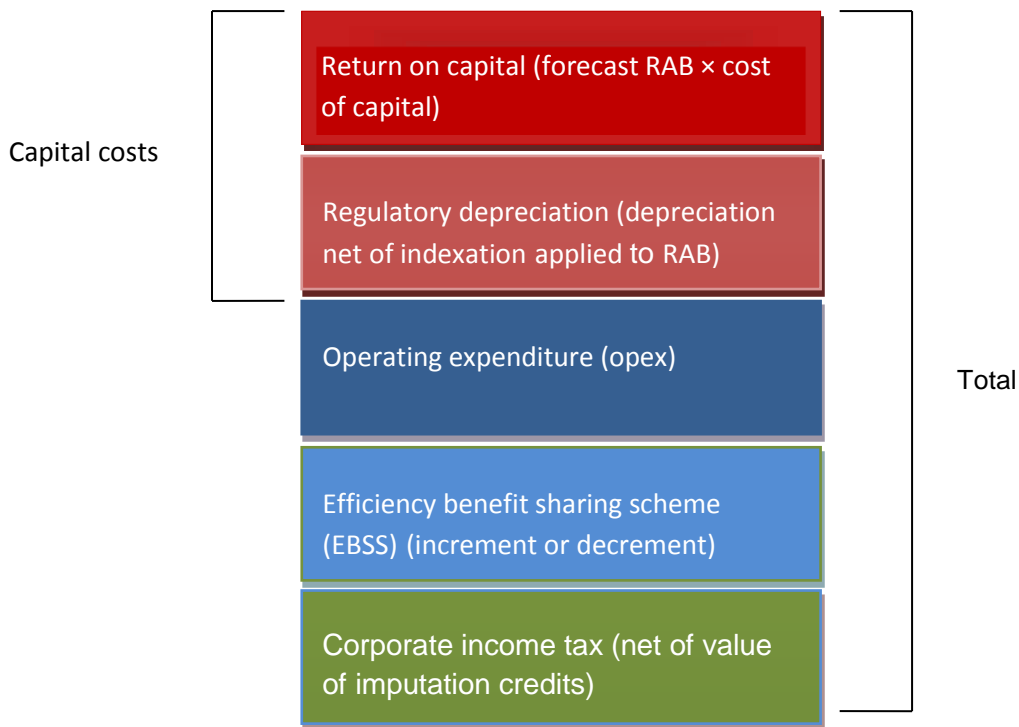 Return on capital (forecast RAB × cost
of capital)
Capital costs
Regulatory depreciation (depreciation
net of indexation applied to RAB)
Operating expenditure (opex)
Total
Efficiency benefit sharing scheme
(EBSS) (increment or decrement)
Corporate income tax (net of value
of imputation credits)